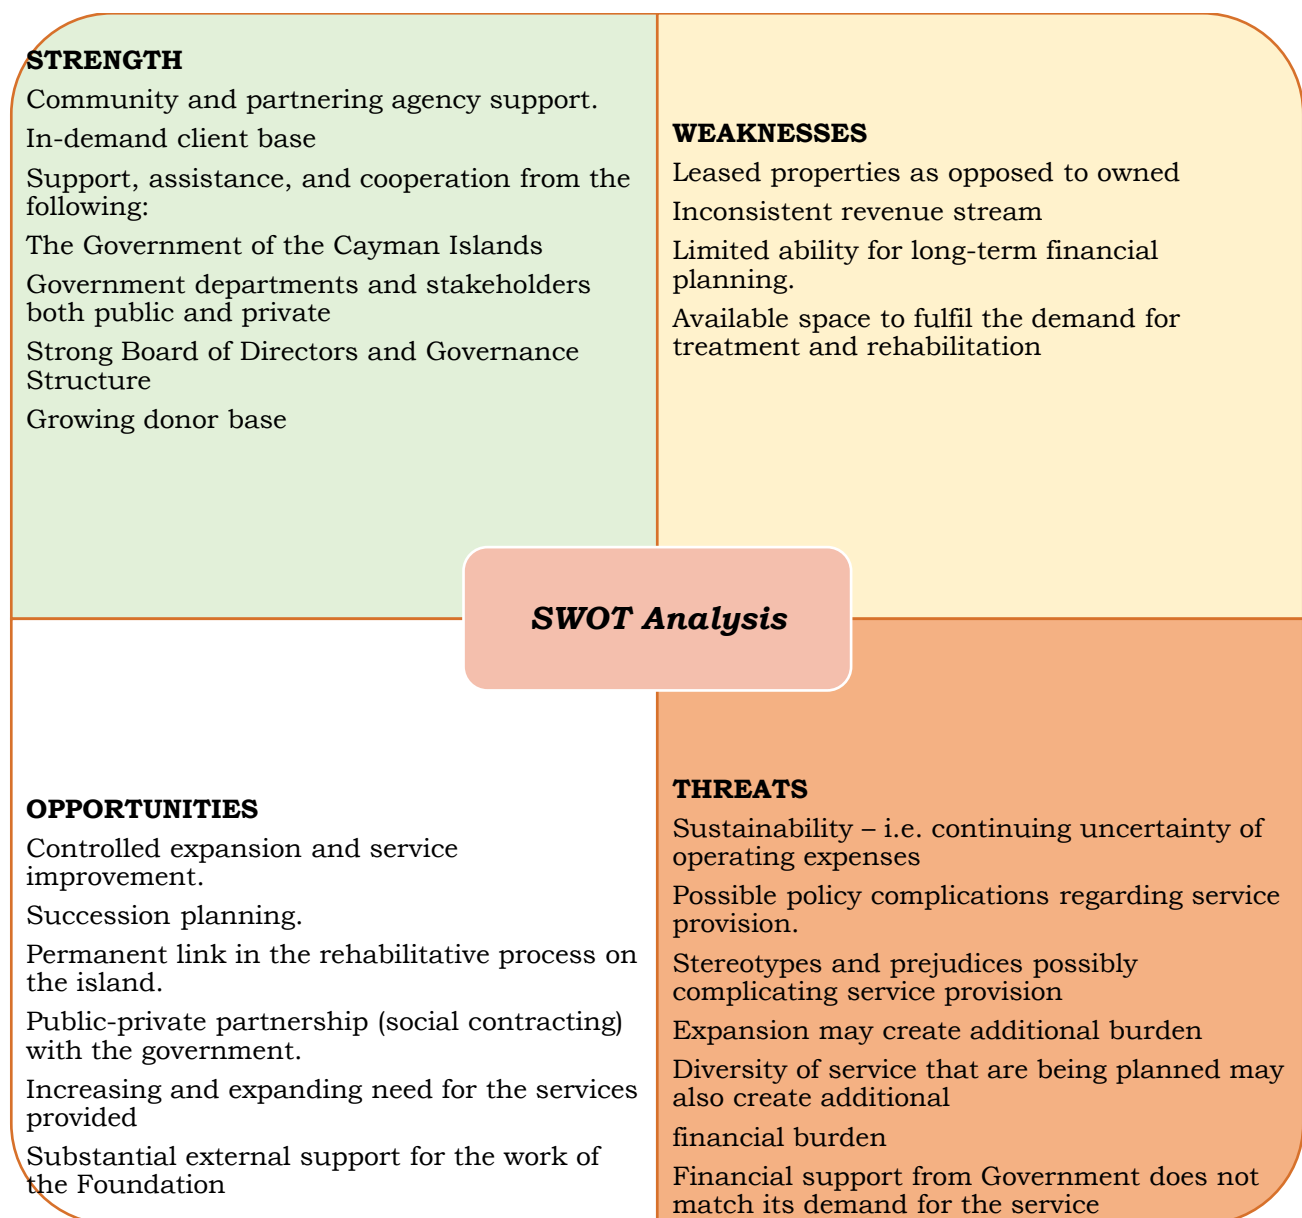 STRENGTH
Community and partnering agency support.
In-demand client base
Support, assistance, and cooperation from the
following:
The Government of the Cayman Islands
Government departments and stakeholders
both public and private
Strong Board of Directors and Governance
Structure
Growing donor base
WEAKNESSES
Leased properties as opposed to owned
Inconsistent revenue stream
Limited ability for long-term financial
planning.
Available space to fulfil the demand for
treatment and rehabilitation
SWOT Analysis
OPPORTUNITIES
Controlled expansion and service
improvement.
Succession planning.
Permanent link in the rehabilitative process on
the island.
Public-private partnership (social contracting)
with the government.
Increasing and expanding need for the services
provided
Substantial external support for the work of
the Foundation
THREATS
Sustainability – i.e. continuing uncertainty of
operating expenses
Possible policy complications regarding service
provision.
Stereotypes and prejudices possibly
complicating service provision
Expansion may create additional burden
Diversity of service that are being planned may
also create additional
financial burden
Financial support from Government does not
match its demand for the service